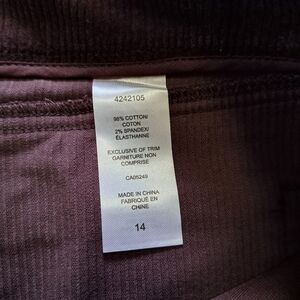 4242105
98% COTTON/
COTON
2% SPANDEX/
ÉLASTHANNE
EXCLUSIVE OF TRIM
GARNITURE NON
COMPRISE
CA05249
MADE IN CHINA
FABRIQUÉ EN
CHINE
14